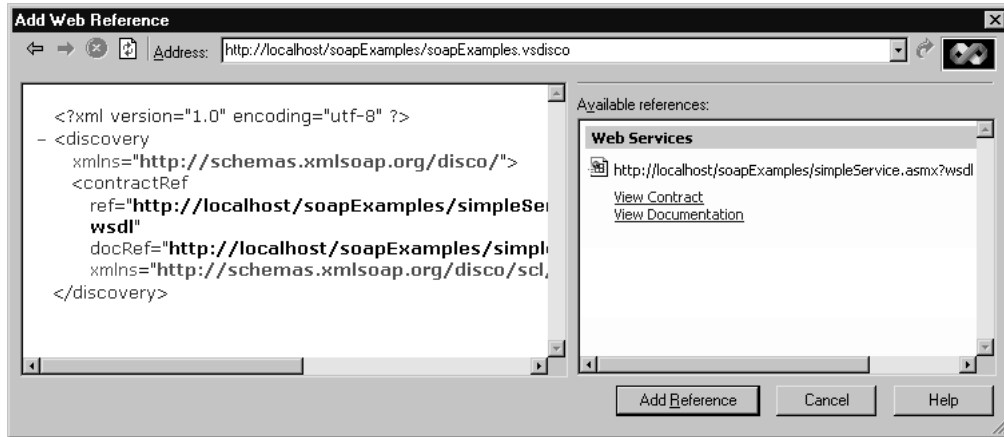 Add Web Reference
Address: http://localhost/soapExamples/soapExamples.vsdisco
<?xml version="1.0" encoding="utf-8" ?>
- <discovery
xmlns="http://schemas.xmlsoap.org/disco/">
<contractRef
ref="http://localhost/soapExamples/simpleSer
wsdl"
docRef="http://localhost/soapExamples/simple
xmlns="http://schemas.xmlsoap.org/disco/scl/
</discovery>
Available references:
Web Services
http://localhost/soapExamples/simpleService.asmx?wsdl
View Contract
View Documentation
Add Reference
Cancel
Help